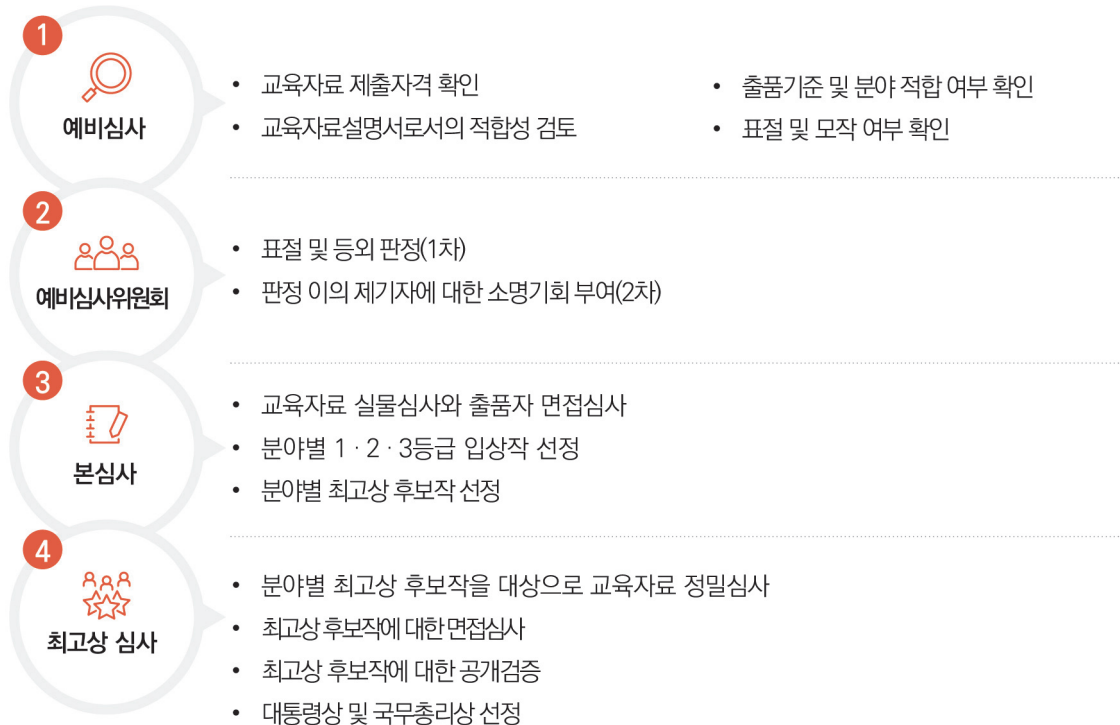 1
예비심사
• 교육자료 제출자격 확인
• 교육자료설명서로서의 적합성 검토
• 출품기준 및 분야 적합 여부 확인
• 표절 및 모작 여부 확인
2
예비심사위원회
• 표절 및 등외 판정(1차)
• 판정 이의 제기자에 대한 소명기회 부여(2차)
3
본심사
• 교육자료 실물심사와 출품자 면접심사
• 분야별 1 · 2 · 3등급 입상작 선정
• 분야별 최고상 후보작 선정
4
최고상 심사
• 분야별 최고상 후보작을 대상으로 교육자료 정밀심사
• 최고상 후보작에 대한 면접심사
• 최고상 후보작에 대한 공개검증
• 대통령상 및 국무총리상 선정